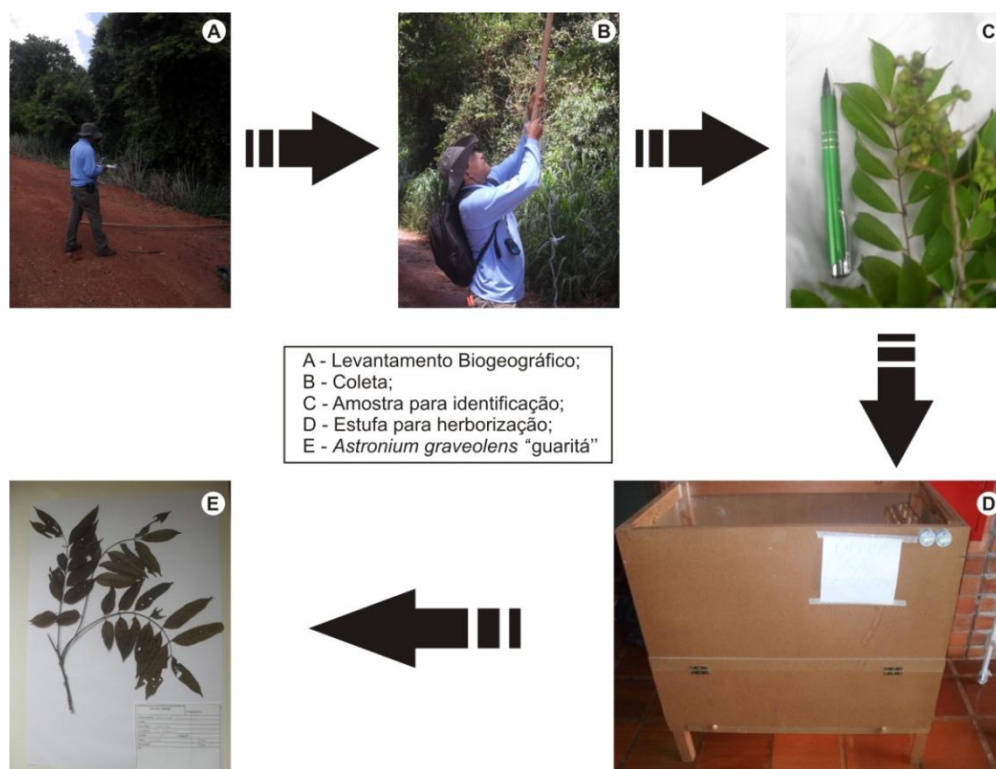 A
B
C
A - Levantamento Biogeográfico;
B - Coleta;
C - Amostra para identificação;
D - Estufa para herborização;
E - Astronium graveolens “guaritá’’
E
D